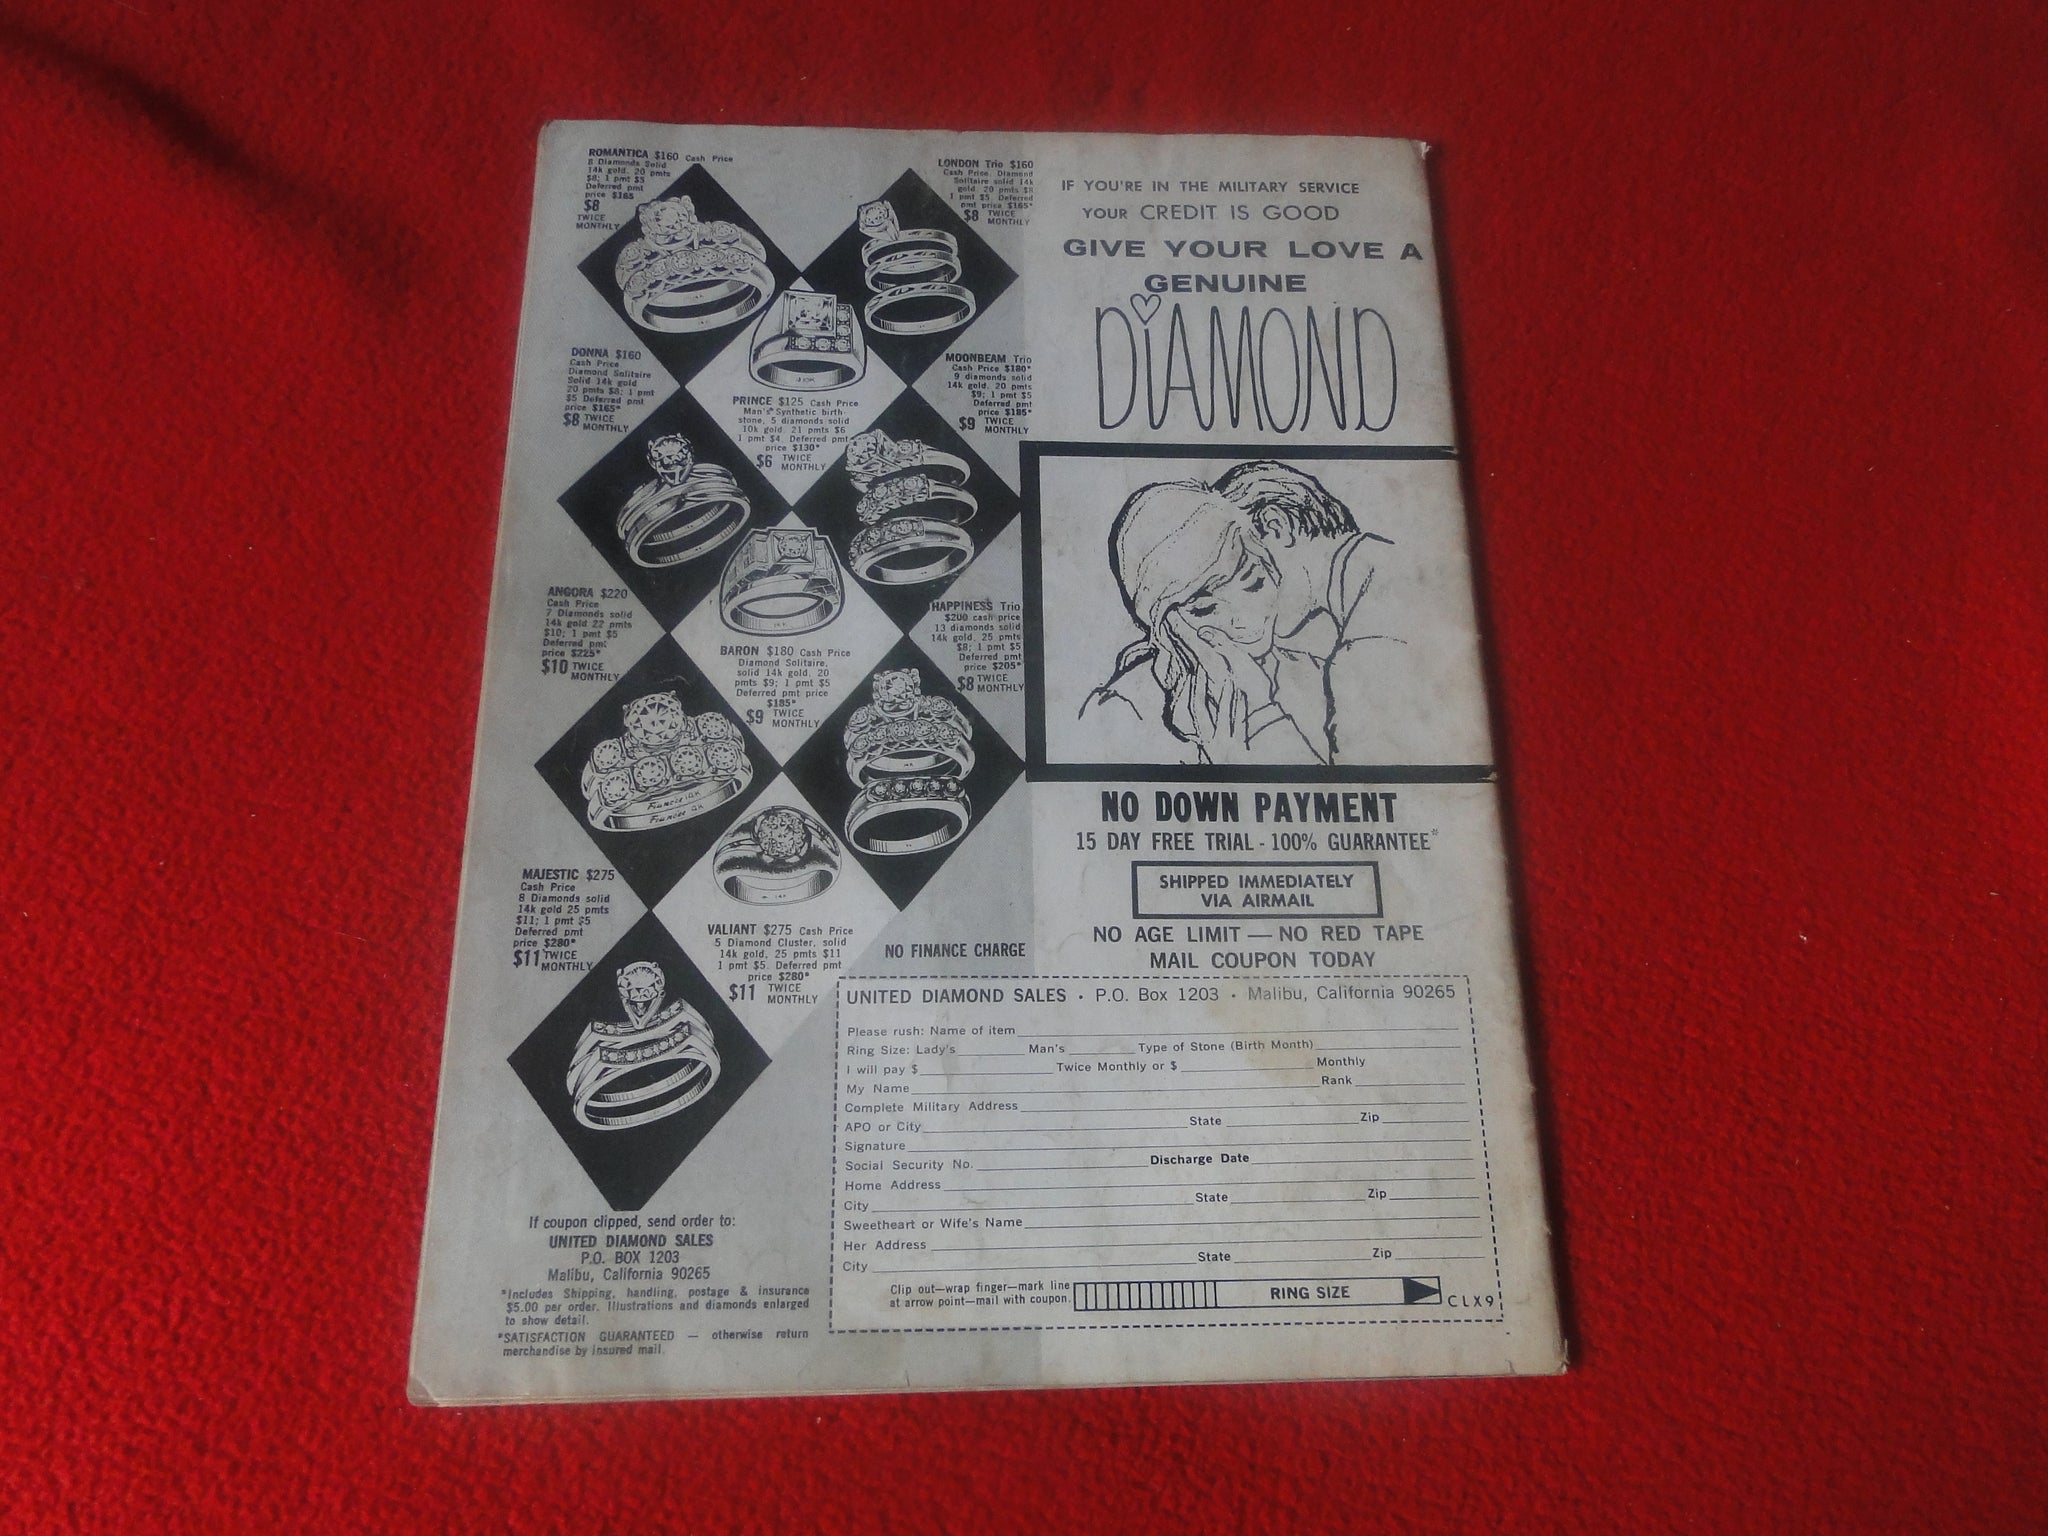 ROMANTICA $160 Cash Price
8 Diamonds Solid
14k gold. 20 pmts
$8; 1 pmt $5
Deferred pmt
price $165
$8
TWICE
MONTHLY
LONDON Trio $160
Cash Price. Diamond
Solitaire solid 14k
gold. 20 pmts $8
1 pmt $5 Deferred
pmt price $165*
$8 TWICE
MONTHLY
DONNA $160
Cash Price
Diamond Solitaire
Solid 14k gold
20 pmts $8; 1 pmt
$5 Deferred pmt
price $165*
$8 TWICE
MONTHLY
PRINCE $125 Cash Price
Man's Synthetic birth-
stone, 5 diamonds solid
10k gold. 21 pmts $6
1 pmt $4. Deferred pmt
price $130*
$6 TWICE
MONTHLY
MOONBEAM Trio
Cash Price $180*
9 diamonds solid
14k gold. 20 pmts
$9; 1 pmt $5
Deferred pmt
price $185*
$9 TWICE
MONTHLY
ANGORA $220
Cash Price
7 Diamonds solid
14k gold 22 pmts
$10; 1 pmt $5
Deferred pmt
price $225*
$10 TWICE
MONTHLY
BARON $180 Cash Price
Diamond Solitaire,
solid 14k gold. 20
pmts $9; 1 pmt $5
Deferred pmt price
$185*
$9 TWICE
MONTHLY
HAPPINESS Trio
$200 cash price
13 diamonds solid
14k gold. 25 pmts
$8; 1 pmt $5
Deferred pmt
price $205*
$8 TWICE
MONTHLY
MAJESTIC $275
Cash Price
8 Diamonds solid
14k gold 25 pmts
$11; 1 pmt $5
Deferred pmt
price $280*
$11 TWICE
MONTHLY
VALIANT $275 Cash Price
5 Diamond Cluster, solid
14k gold, 25 pmts $11
1 pmt $5. Deferred pmt
price $280*
$11 TWICE
MONTHLY
NO FINANCE CHARGE
If coupon clipped, send order to:
UNITED DIAMOND SALES
P.O. BOX 1203
Malibu, California 90265
*Includes Shipping, handling, postage & insurance
$5.00 per order. Illustrations and diamonds enlarged
to show detail.
*SATISFACTION GUARANTEED — otherwise return
merchandise by insured mail.
IF YOU'RE IN THE MILITARY SERVICE
YOUR CREDIT IS GOOD
GIVE YOUR LOVE A
GENUINE
DiAMOND
NO DOWN PAYMENT
15 DAY FREE TRIAL - 100% GUARANTEE*
SHIPPED IMMEDIATELY
VIA AIRMAIL
NO AGE LIMIT — NO RED TAPE
MAIL COUPON TODAY
UNITED DIAMOND SALES • P.O. Box 1203 • Malibu, California 90265
Please rush: Name of item
Ring Size: Lady's Man's Type of Stone (Birth Month)
I will pay $ Twice Monthly or $ Monthly
My Name Rank
Complete Military Address
APO or City State Zip
Signature
Social Security No. Discharge Date
Home Address
City State Zip
Sweetheart or Wife's Name
Her Address
City State Zip
Clip out—wrap finger—mark line
at arrow point—mail with coupon.
RING SIZE
CLX9